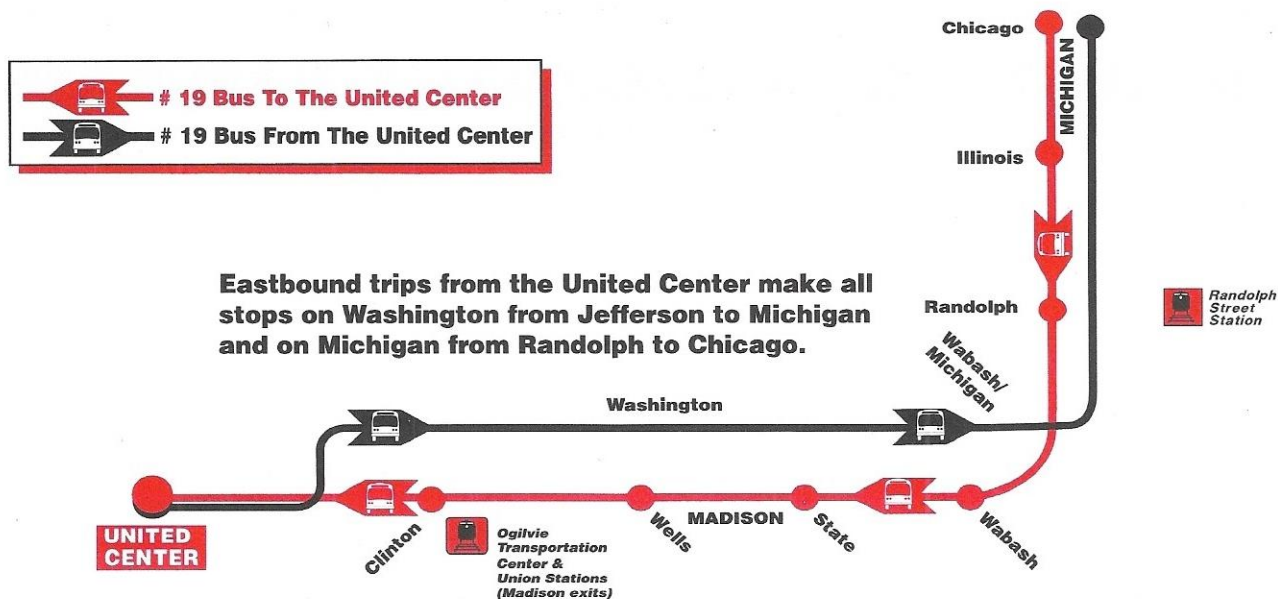 # 19 Bus To The United Center
# 19 Bus From The United Center
Chicago
MICHIGAN
Illinois
Eastbound trips from the United Center make all
stops on Washington from Jefferson to Michigan
and on Michigan from Randolph to Chicago.
Randolph
Randolph
Street
Station
Wabash/
Michigan
Washington
UNITED
CENTER
Clinton
Ogilvie
Transportation
Center &
Union Stations
(Madison exits)
Wells
MADISON
State
Wabash